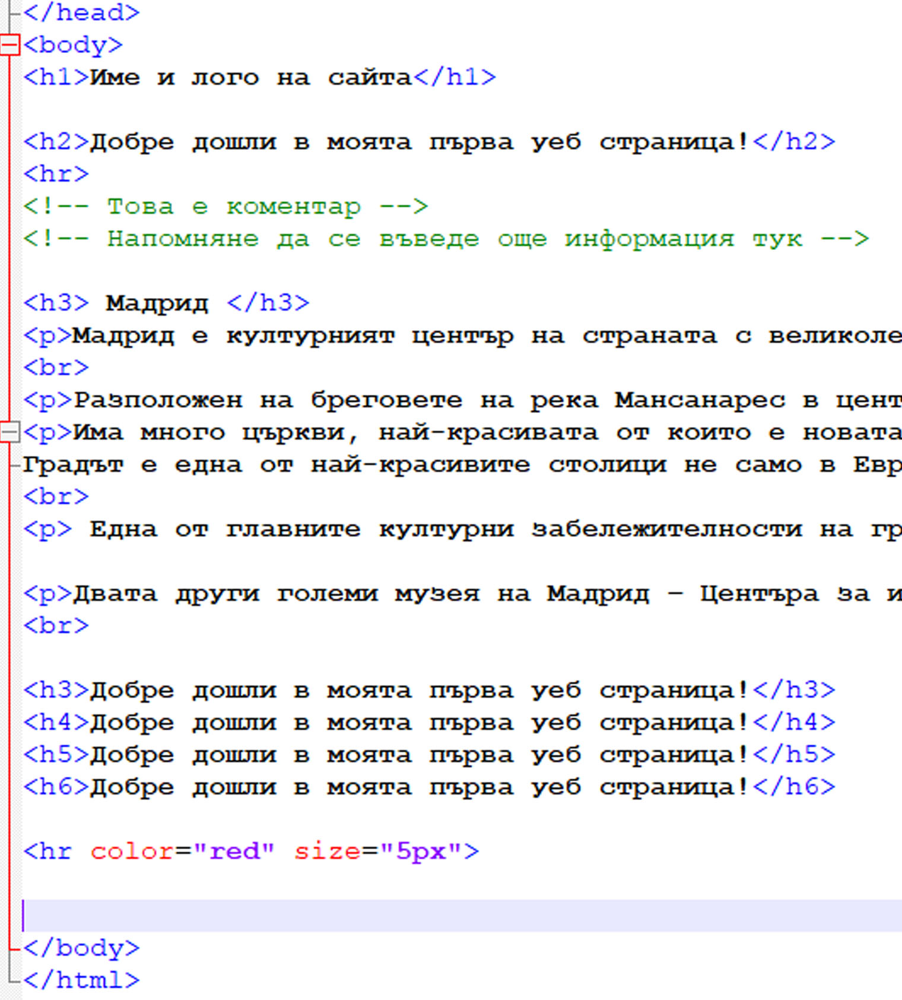 </head>
<body>
<h1>Име и лого на сайта</h1>
<h2>Добре дошли в моята първа уеб страница!</h2>
<hr>
<!-- Това е коментар -->
<!-- Напомняне да се въведе още информация тук -->
<h3> Мадрид </h3>
<p>Мадрид е културният център на страната с
<br>
<p>Разположен на бреговете на река Мансанарес в
<p>Има много църкви, най-красивата от които е новата
Градът е една от най-красивите столици не само в
<br>
<p> Една от главните културни забележителности на
<p>Двата други големи музея на Мадрид – Центъра за
<br>
<h3>Добре дошли в моята първа уеб страница!</h3>
<h4>Добре дошли в моята първа уеб страница!</h4>
<h5>Добре дошли в моята първа уеб страница!</h5>
<h6>Добре дошли в моята първа уеб страница!</h6>
<hr color="red" size="5px">
</body>
</html>